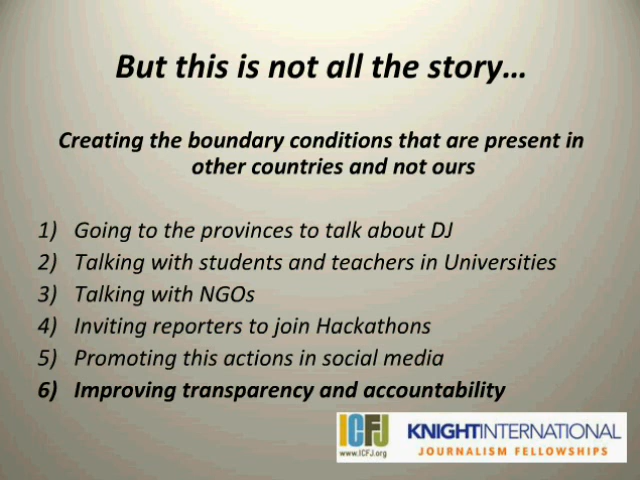 But this is not all the story...
Creating the boundary conditions that are present in
other countries and not ours
1) Going to the provinces to talk about DJ
2) Talking with students and teachers in Universities
3) Talking with NGOs
4) Inviting reporters to join Hackathons
5) Promoting this actions in social media
6) Improving transparency and accountability
ICFJ
www.ICFJ.org
KNIGHTINTERNATIONAL
JOURNALISM FELLOWSHIPS